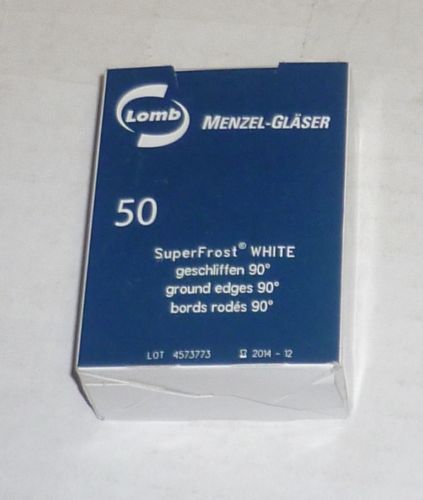 Lomb MENZEL-GLÄSER
50
SuperFrost® WHITE
geschliffen 90°
ground edges 90°
bords rodés 90°
LOT 4573773 2014 - 12